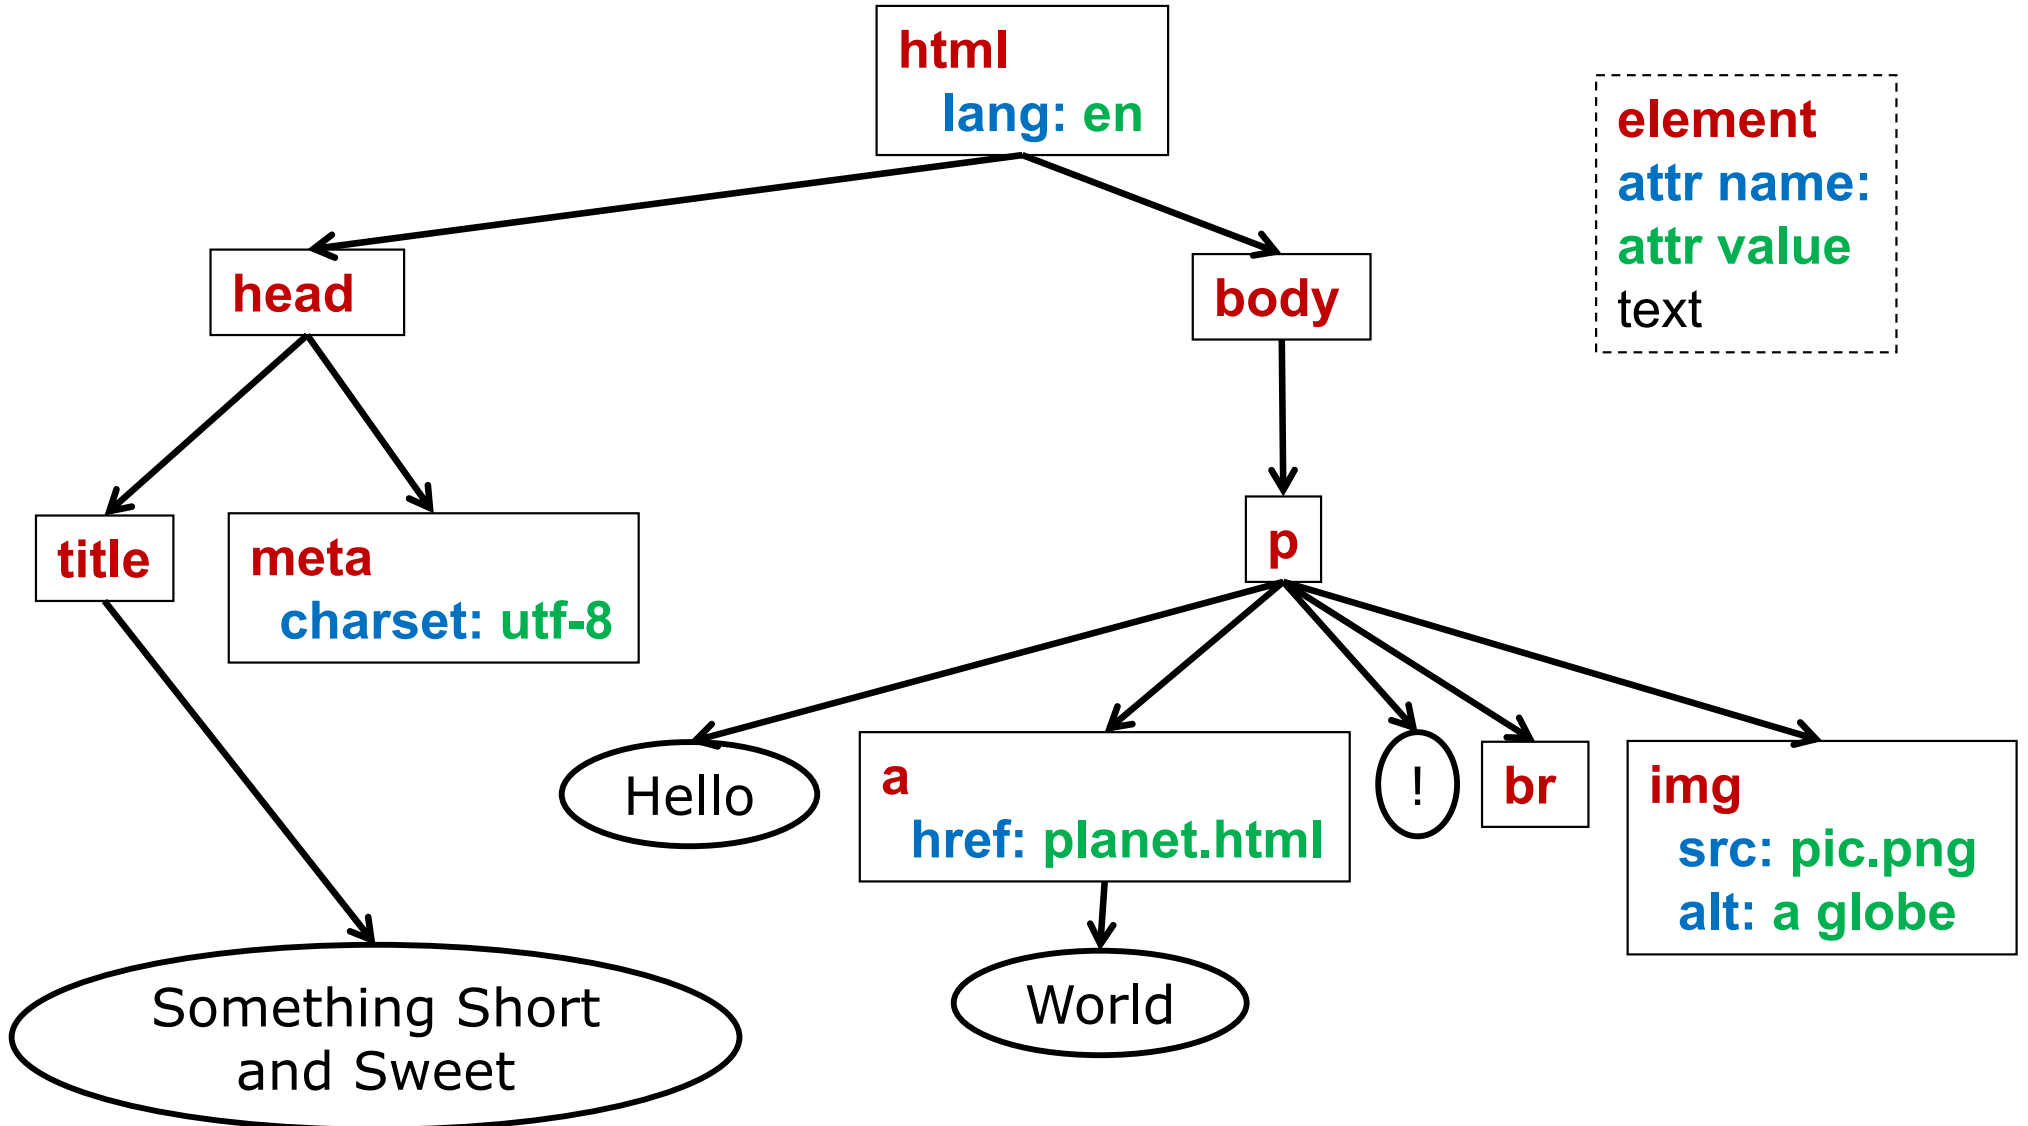 html
lang: en
element
attr name:
attr value
text
head
body
title
meta
charset: utf-8
p
Hello
a
href: planet.html
!
br
img
src: pic.png
alt: a globe
Something Short
and Sweet
World